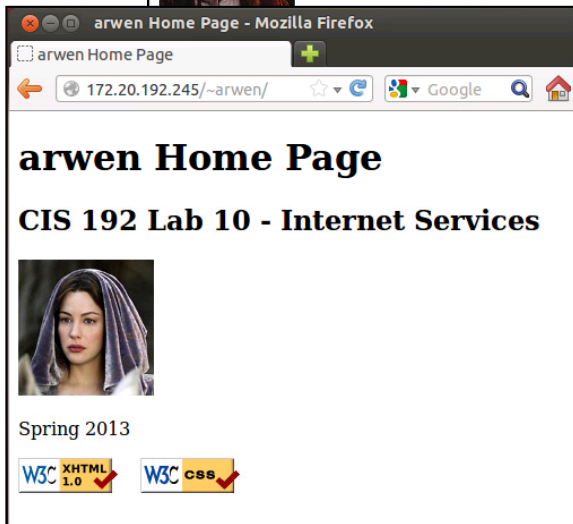 arwen Home Page - Mozilla Firefox
arwen Home Page
172.20.192.245/~arwen/ Google
arwen Home Page
CIS 192 Lab 10 - Internet Services
Spring 2013
W3C XHTML 1.0 W3C css